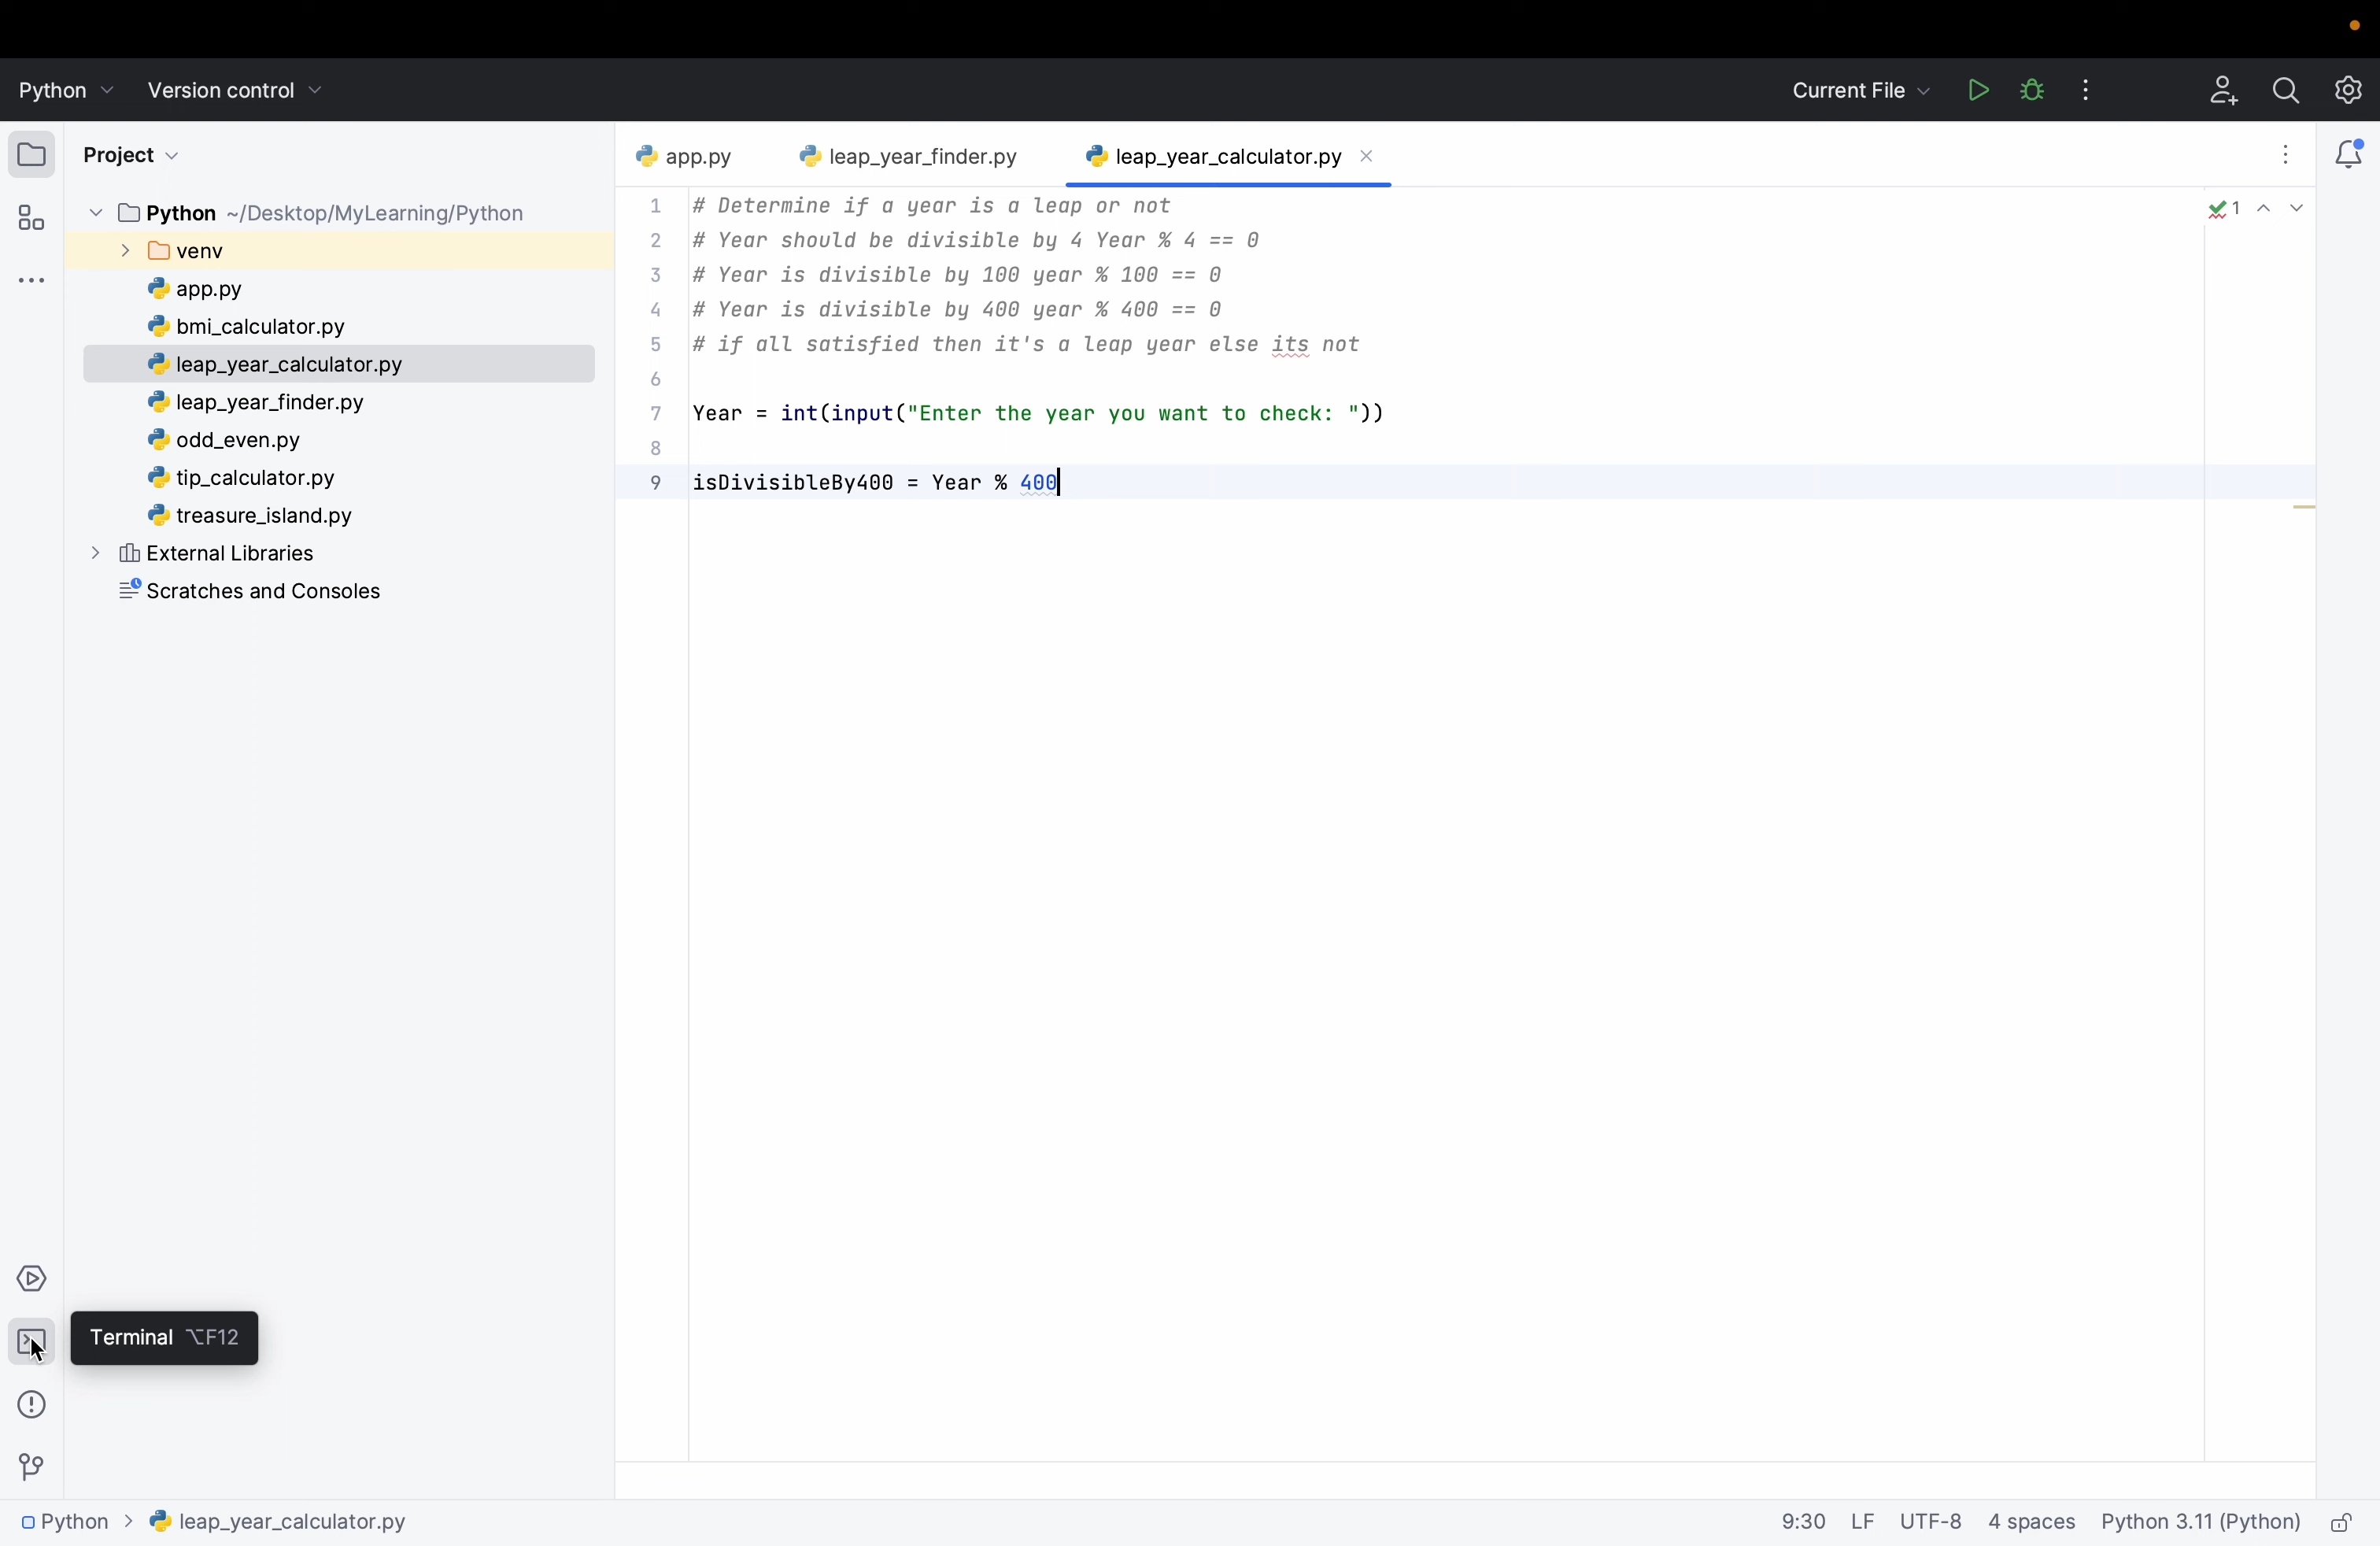 Python Version control Current File
Project
Python ~/Desktop/MyLearning/Python
venv
app.py
bmi_calculator.py
leap_year_calculator.py
leap_year_finder.py
odd_even.py
tip_calculator.py
treasure_island.py
External Libraries
Scratches and Consoles
app.py leap_year_finder.py leap_year_calculator.py
1 # Determine if a year is a leap or not
2 # Year should be divisible by 4 Year % 4 == 0
3 # Year is divisible by 100 year % 100 == 0
4 # Year is divisible by 400 year % 400 == 0
5 # if all satisfied then it's a leap year else its not
6
7 Year = int(input("Enter the year you want to check: "))
8
9 isDivisibleBy400 = Year % 400
1
Terminal ⌥F12
Python > leap_year_calculator.py 9:30 LF UTF-8 4 spaces Python 3.11 (Python)